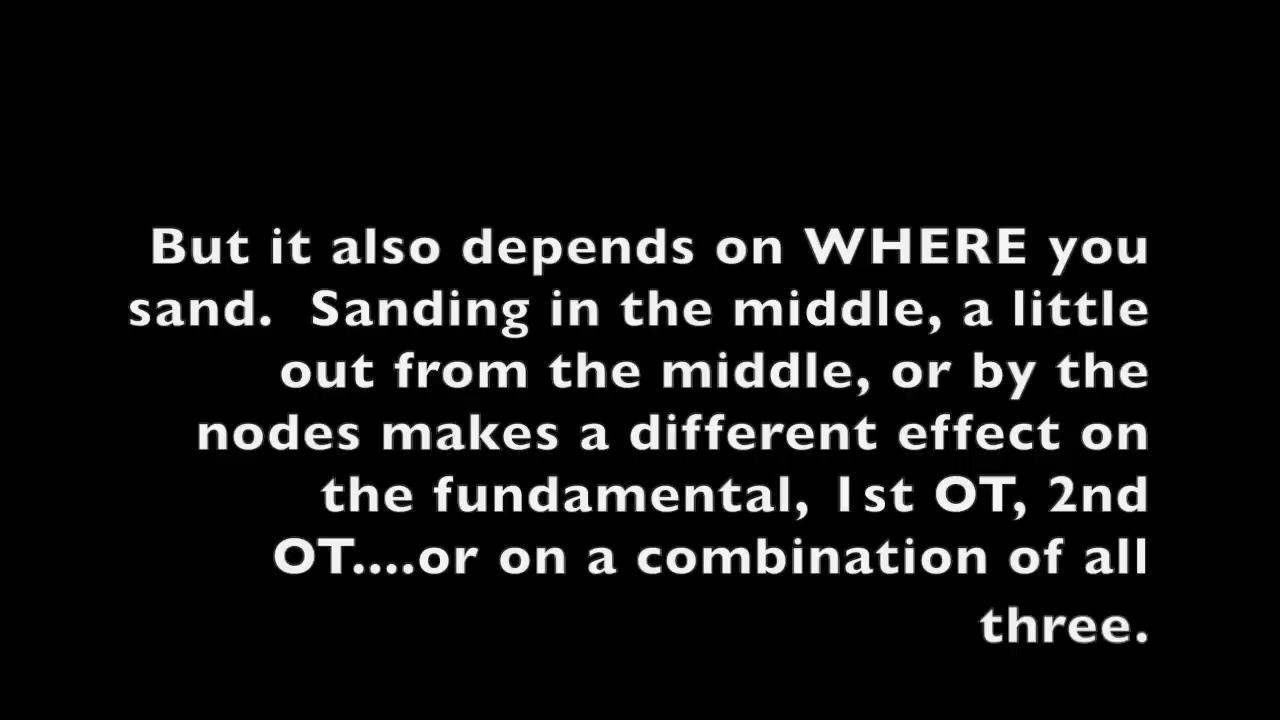 But it also depends on WHERE you
sand.  Sanding in the middle, a little
out from the middle, or by the
nodes makes a different effect on
the fundamental, 1st OT, 2nd
OT....or on a combination of all
three.